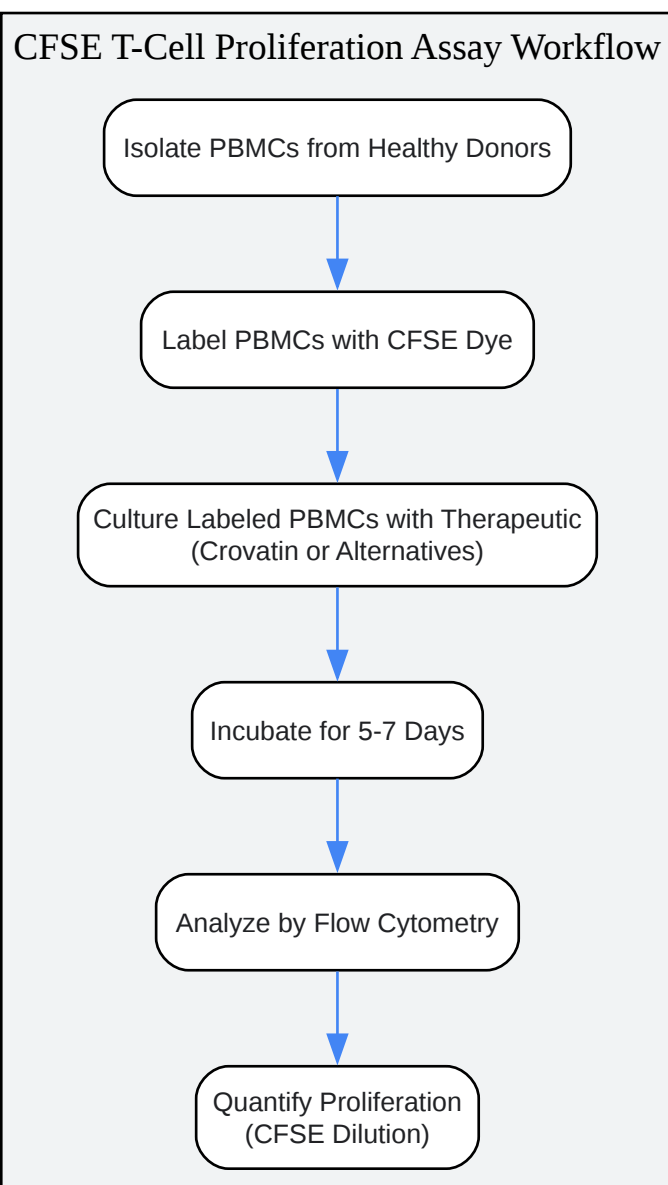 CFSE T-Cell Proliferation Assay Workflow
Isolate PBMCs from Healthy Donors
Label PBMCs with CFSE Dye
Culture Labeled PBMCs with Therapeutic
(Crovatin or Alternatives)
Incubate for 5-7 Days
Analyze by Flow Cytometry
Quantify Proliferation
(CFSE Dilution)